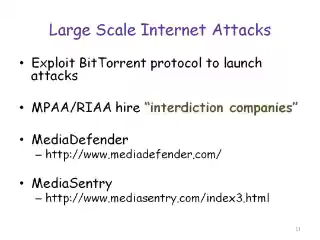 Large Scale Internet Attacks
• Exploit BitTorrent protocol to launch
attacks
• MPAA/RIAA hire “interdiction companies”
• MediaDefender
– http://www.mediadefender.com/
• MediaSentry
– http://www.mediasentry.com/index3.html